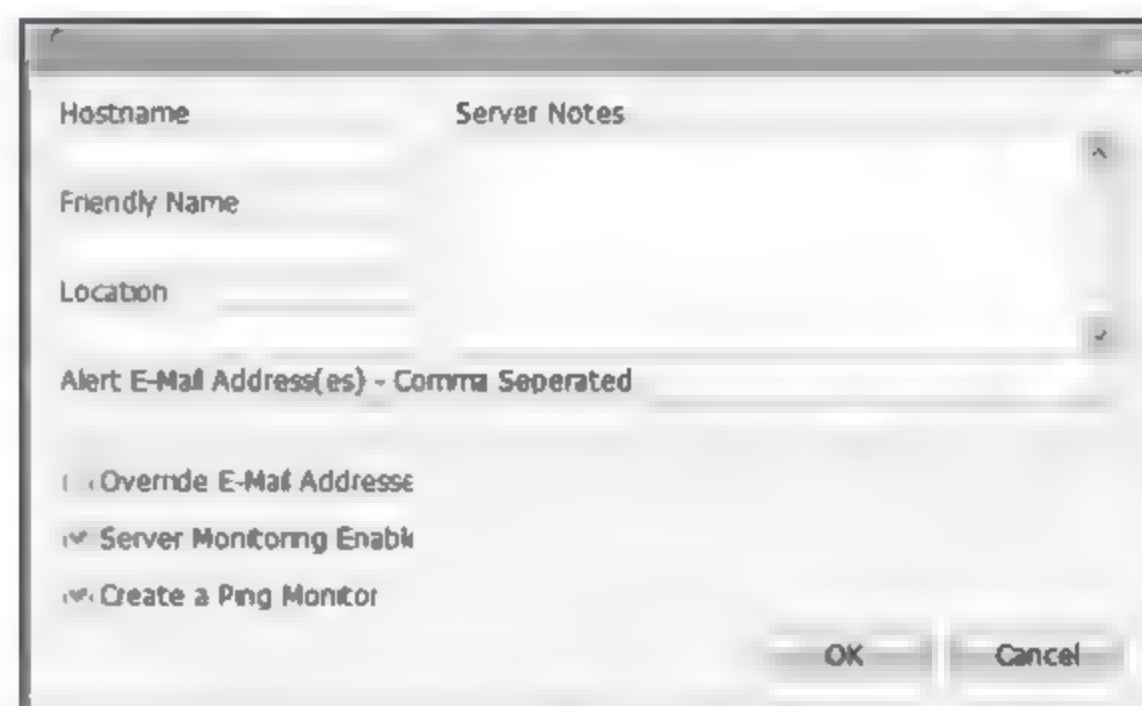 Hostname
Server Notes
Friendly Name
Location
Alert E-Mail Address(es) - Comma Seperated
Override E-Mail Addresse
Server Monitoring Enable
Create a Ping Monitor
OK
Cancel